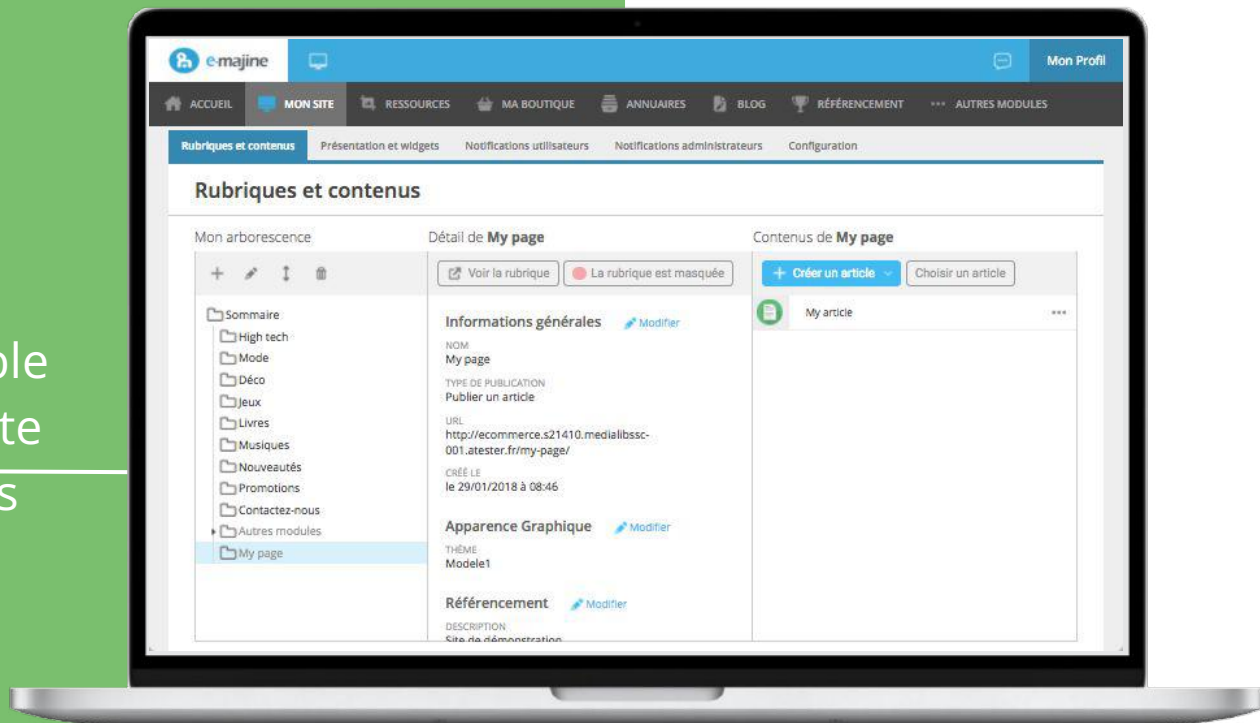 e-majine
Mon Profil
ACCUEIL MON SITE RESSOURCES MA BOUTIQUE ANNUAIRES BLOG RÉFÉRENCEMENT ••• AUTRES MODULES
Rubriques et contenus Présentation et widgets Notifications utilisateurs Notifications administrateurs Configuration
Rubriques et contenus
Mon arborescence
Sommaire
High tech
Mode
Déco
Jeux
Livres
Musiques
Nouveautés
Promotions
Contactez-nous
Autres modules
My page
Détail de My page
Voir la rubrique La rubrique est masquée
Informations générales Modifier
NOM
My page
TYPE DE PUBLICATION
Publier un article
URL
http://ecommerce.s21410.medialibssc-
001.atester.fr/my-page/
CRÉÉ LE
le 29/01/2018 à 08:46
Apparence Graphique Modifier
THÈME
Modele1
Référencement Modifier
DESCRIPTION
Site de démonstration
Contenus de My page
+ Créer un article Choisir un article
My article •••
te
s